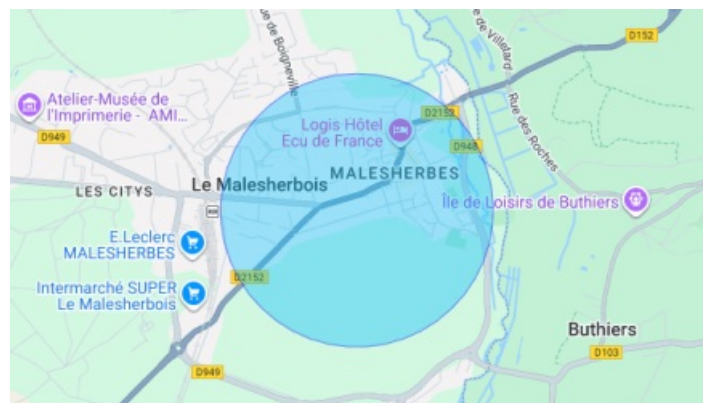 Rue de Boigneville
Rue de Villetard
D152
Atelier-Musée de
l'Imprimerie - AMI...
D949
D2152
Rue des Roches
Logis Hôtel
Ecu de France
D948
MALESHERBES
LES CITYS
Le Malesherbois
Île de Loisirs de Buthiers
E.Leclerc
MALESHERBES
D2152
Intermarché SUPER
Le Malesherbois
Buthiers
D103
D949